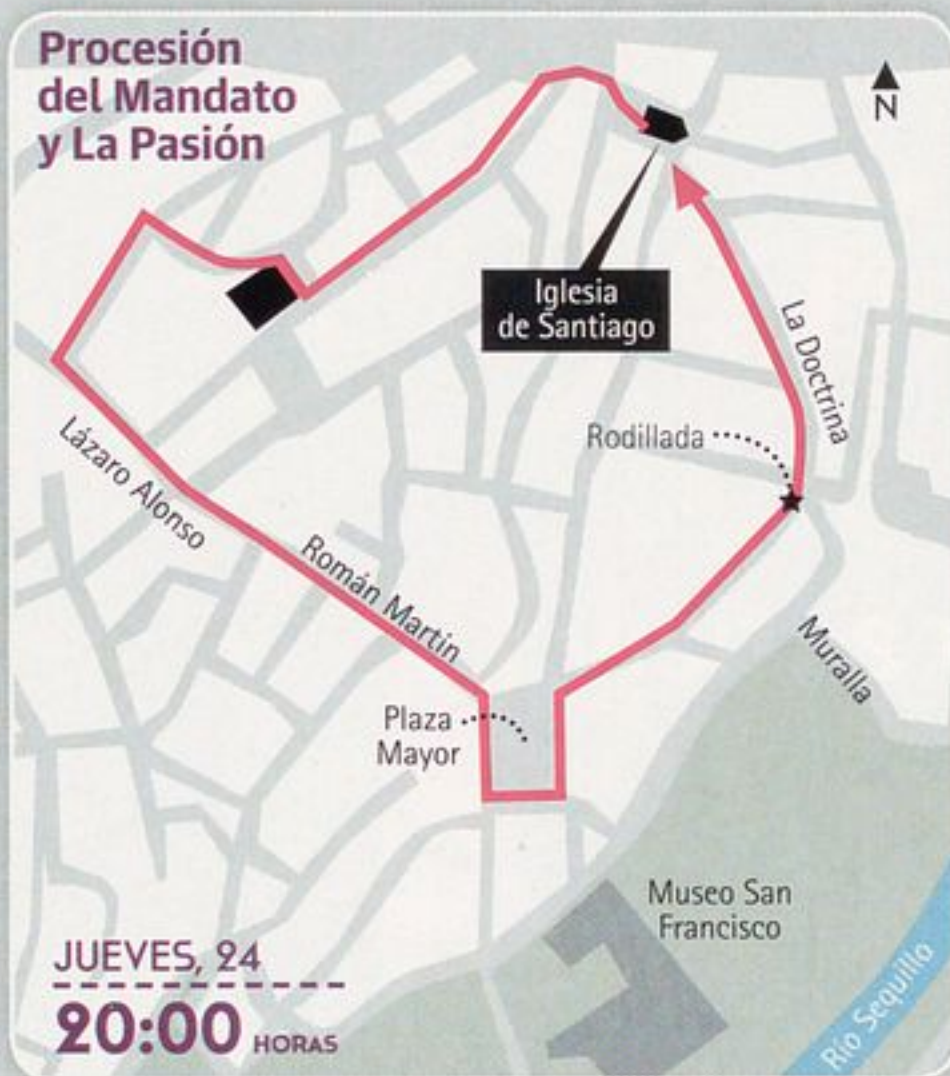 Procesión
del Mandato
y La Pasión
N
Iglesia
de Santiago
La Doctrina
Rodillada
Lázaro Alonso
Román Martin
Muralla
Plaza
Mayor
Museo San
Francisco
JUEVES, 24
20:00 HORAS
Río Sequillo